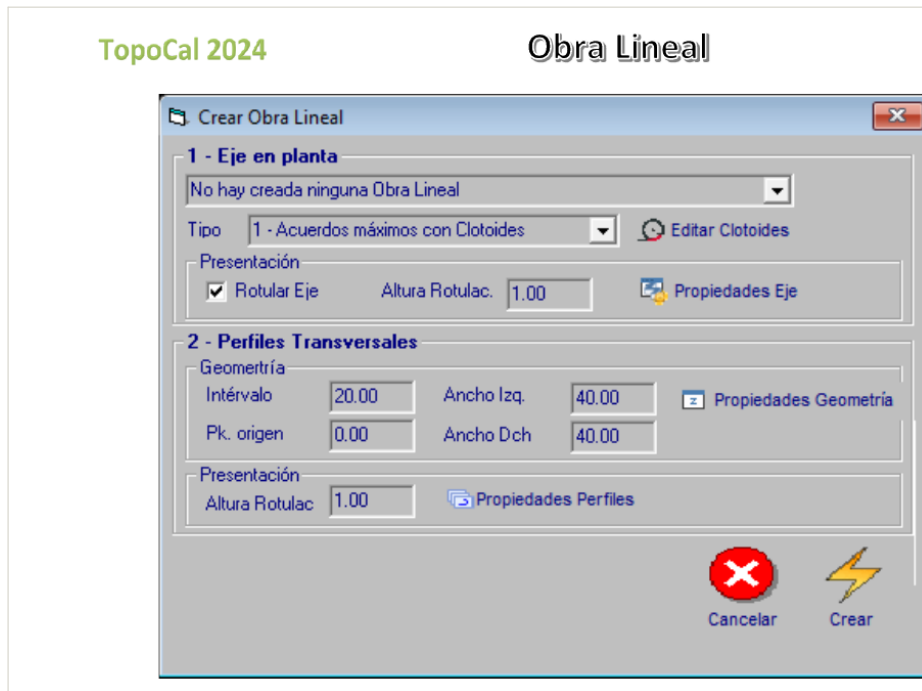 TopoCal 2024
Obra Lineal
Crear Obra Lineal
1 - Eje en planta
No hay creada ninguna Obra Lineal
Tipo 1 - Acuerdos máximos con Clotoides Editar Clotoides
Presentación
Rotular Eje Altura Rotulac. 1.00 Propiedades Eje
2 - Perfiles Transversales
Geometría
Intérvalo 20.00 Ancho Izq. 40.00 Propiedades Geometría
Pk. origen 0.00 Ancho Dch 40.00
Presentación
Altura Rotulac 1.00 Propiedades Perfiles
Cancelar Crear